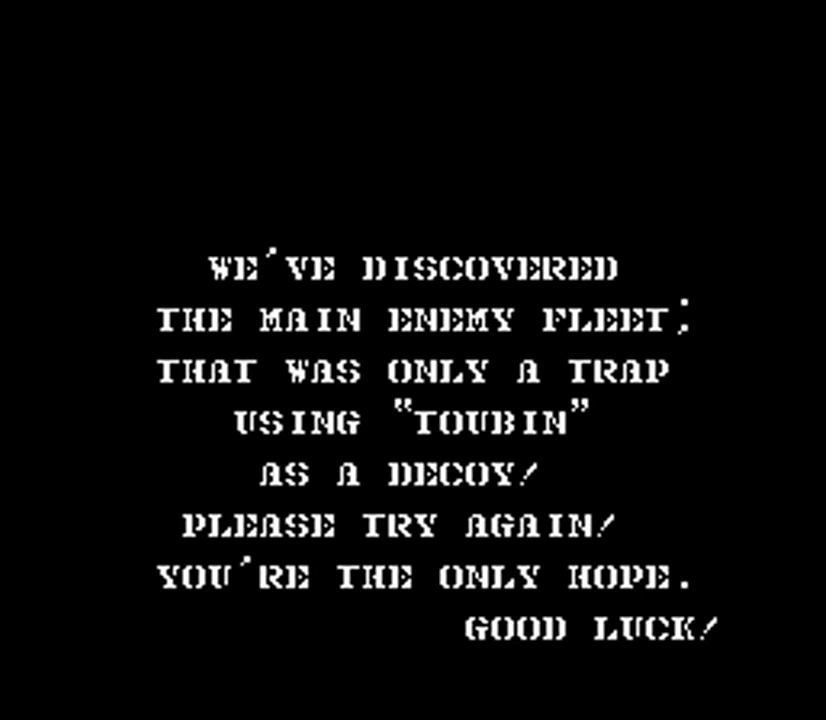 WE'VE DISCOVERED
THE MAIN ENEMY FLEET;
THAT WAS ONLY A TRAP
USING "TOUBIN"
AS A DECOY!
PLEASE TRY AGAIN!
YOU'RE THE ONLY HOPE.
GOOD LUCK!